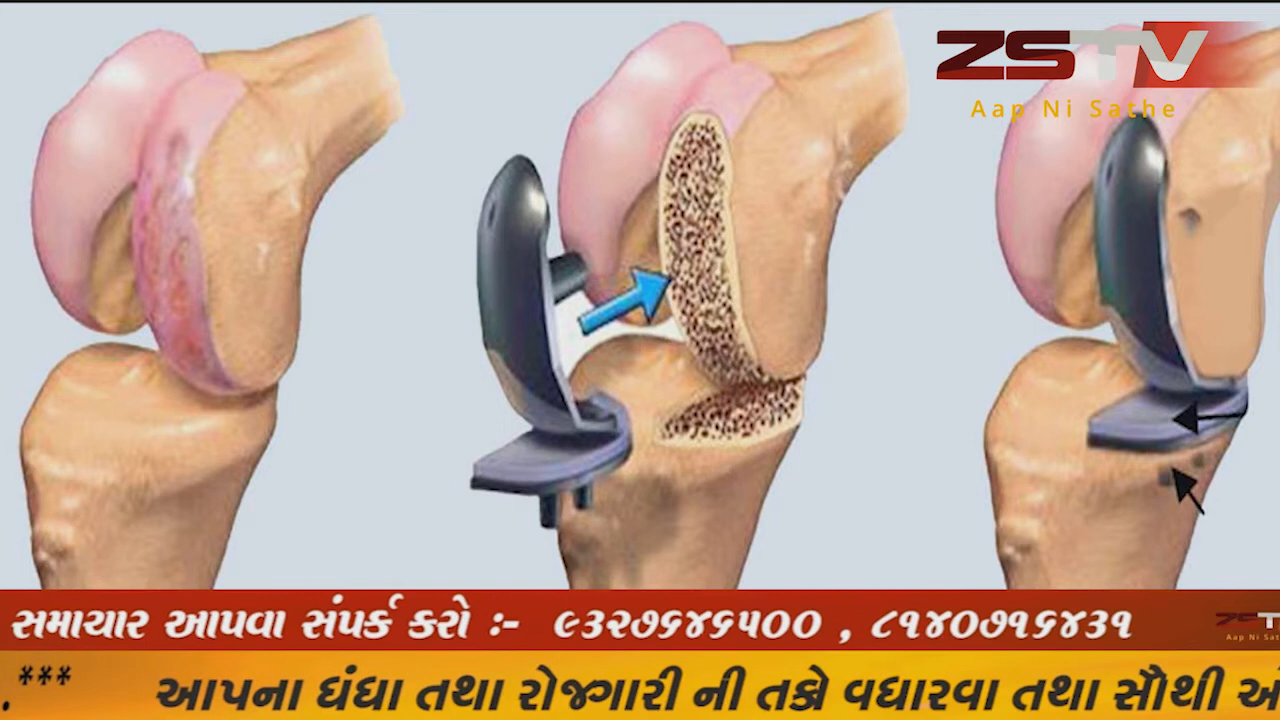 ZSTV
Aap Ni Sathe
સમાચાર આપવા સંપર્ક કરો :- ૯૩૨૭૬૪૬૫૦૦ , ૮૧૪૦૭૧૬૪૩૧
.*** આપના ધંધા તથા રોજગારી ની તકો વધારવા તથા સૌથી